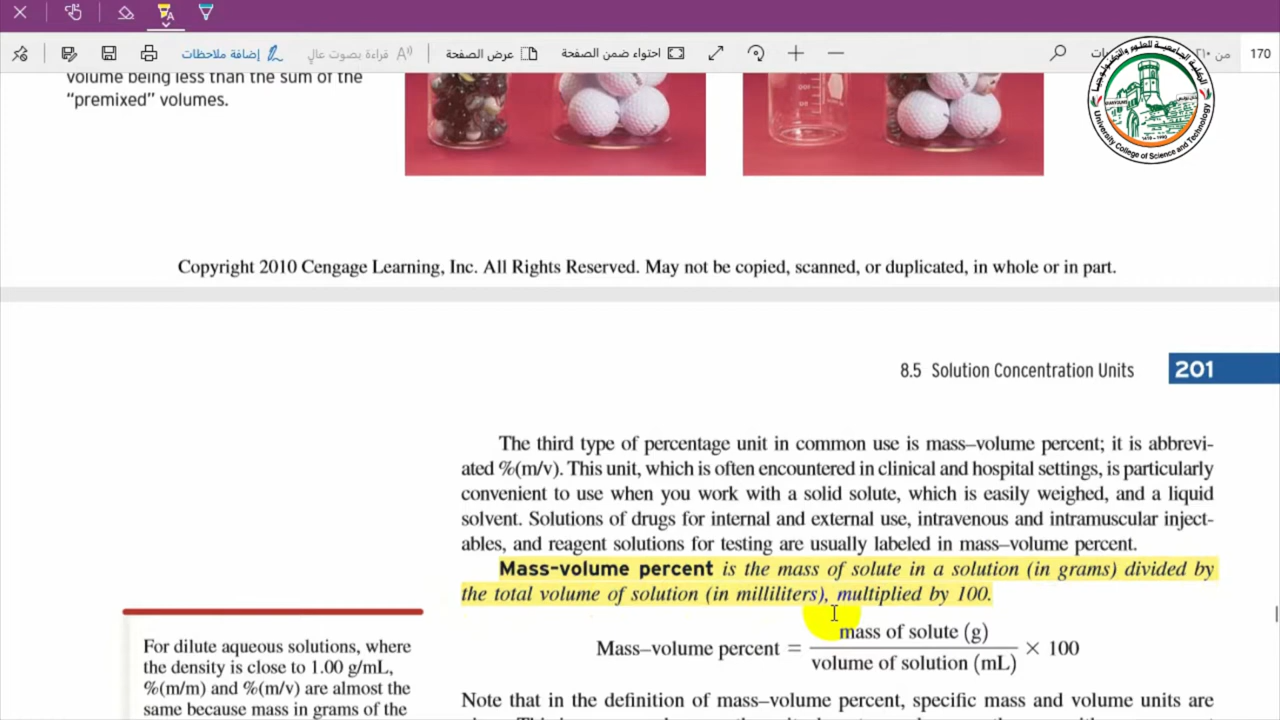 إضافة ملاحظات
قراءة بصوت عالٍ
عرض الصفحة
احتواء ضمن الصفحة
170
volume being less than the sum of the
“premixed” volumes.
University College of Science and Technology
Copyright 2010 Cengage Learning, Inc. All Rights Reserved. May not be copied, scanned, or duplicated, in whole or in part.
8.5 Solution Concentration Units 201
The third type of percentage unit in common use is mass–volume percent; it is abbrevi-
ated %(m/v). This unit, which is often encountered in clinical and hospital settings, is particularly
convenient to use when you work with a solid solute, which is easily weighed, and a liquid
solvent. Solutions of drugs for internal and external use, intravenous and intramuscular inject-
ables, and reagent solutions for testing are usually labeled in mass–volume percent.
Mass-volume percent is the mass of solute in a solution (in grams) divided by
the total volume of solution (in milliliters), multiplied by 100.
Mass–volume percent = mass of solute (g)
volume of solution (mL) × 100
For dilute aqueous solutions, where
the density is close to 1.00 g/mL,
%(m/m) and %(m/v) are almost the
same because mass in grams of the
Note that in the definition of mass–volume percent, specific mass and volume units are